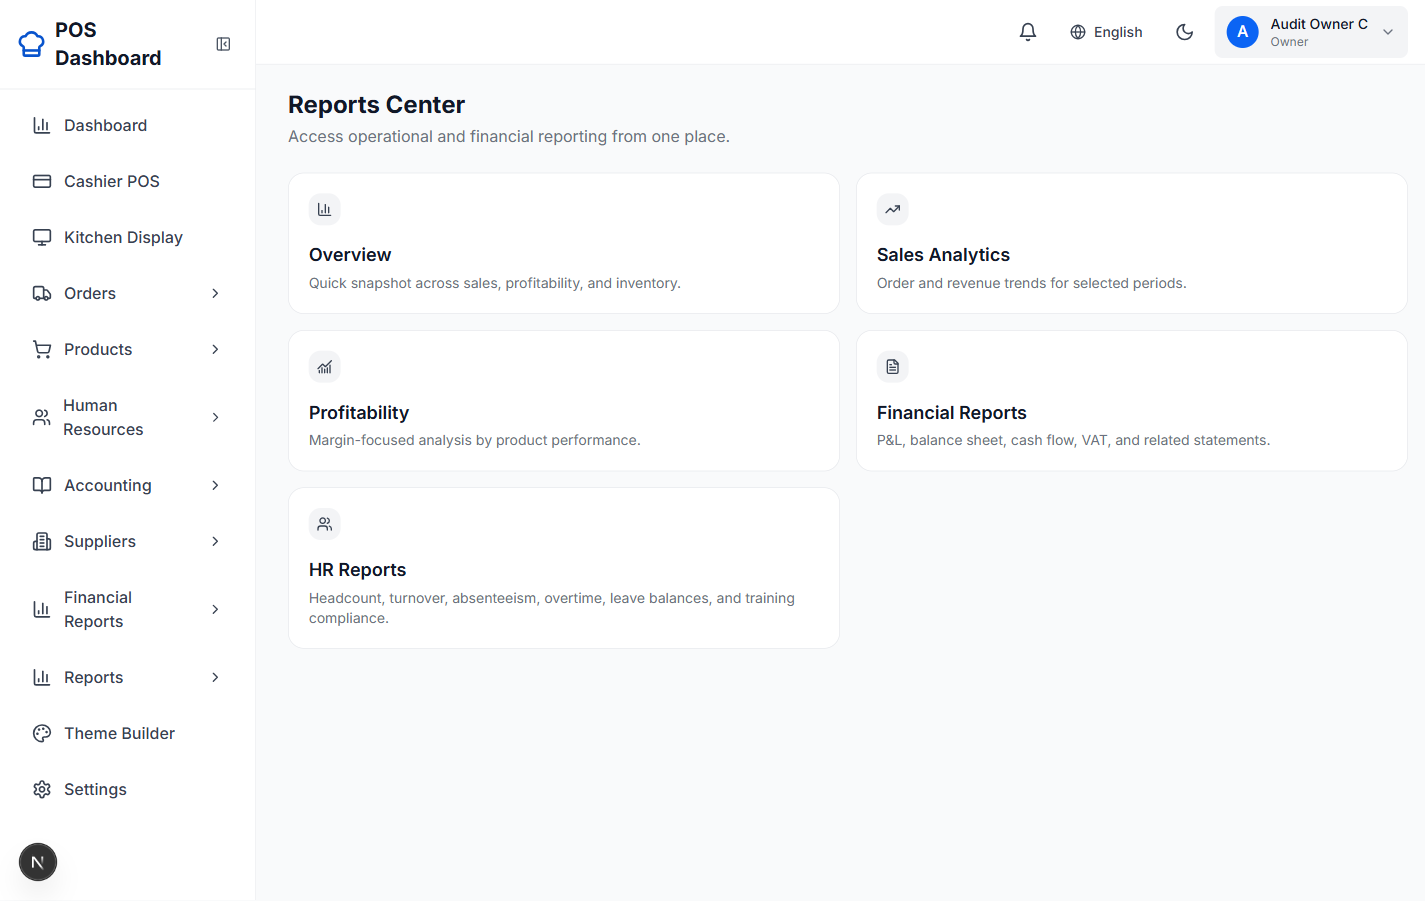 POS
Dashboard
English
A
Audit Owner C
Owner
Dashboard
Cashier POS
Kitchen Display
Orders
Products
Human
Resources
Accounting
Suppliers
Financial
Reports
Reports
Theme Builder
Settings
N
Reports Center
Access operational and financial reporting from one place.
Overview
Quick snapshot across sales, profitability, and inventory.
Sales Analytics
Order and revenue trends for selected periods.
Profitability
Margin-focused analysis by product performance.
Financial Reports
P&L, balance sheet, cash flow, VAT, and related statements.
HR Reports
Headcount, turnover, absenteeism, overtime, leave balances, and training
compliance.